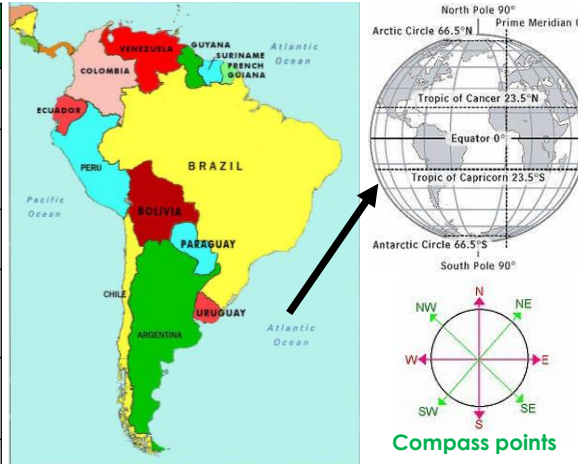 VENEZUELA
GUYANA
SURINAME
FRENCH
GUIANA
Atlantic
Ocean
COLOMBIA
ECUADOR
PERU
BRAZIL
Pacific
Ocean
BOLIVIA
PARAGUAY
CHILE
URUGUAY
ARGENTINA
Atlantic
Ocean
North Pole 90°
Prime Meridian
Arctic Circle 66.5°N
Tropic of Cancer 23.5°N
Equator 0°
Tropic of Capricorn 23.5°S
Antarctic Circle 66.5°S
South Pole 90°
N
NW
NE
W
E
SW
SE
S
Compass points